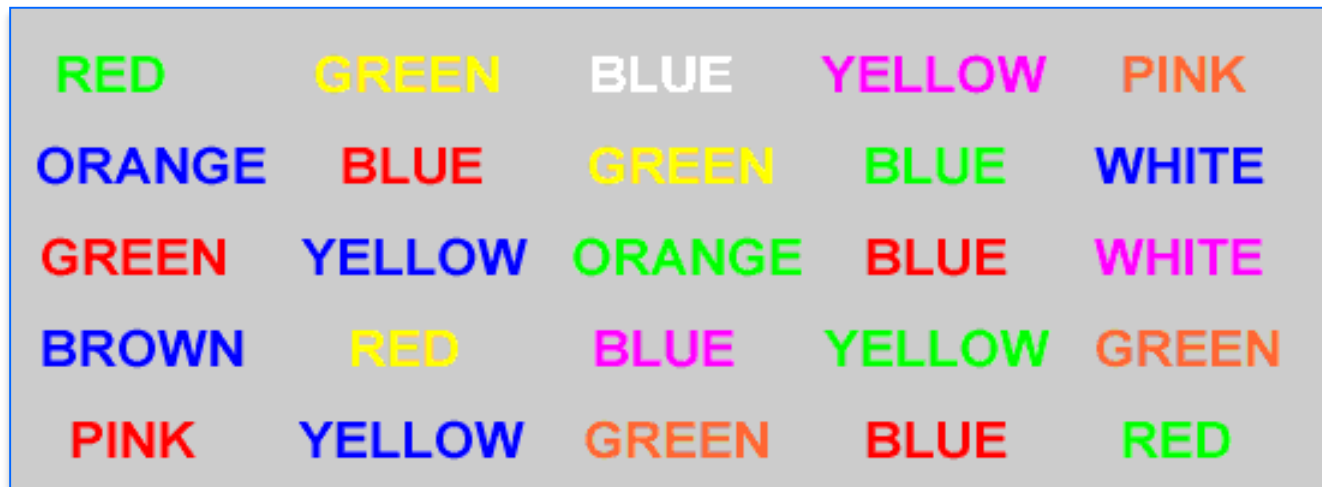 RED GREEN BLUE YELLOW PINK
ORANGE BLUE GREEN BLUE WHITE
GREEN YELLOW ORANGE BLUE WHITE
BROWN RED BLUE YELLOW GREEN
PINK YELLOW GREEN BLUE RED